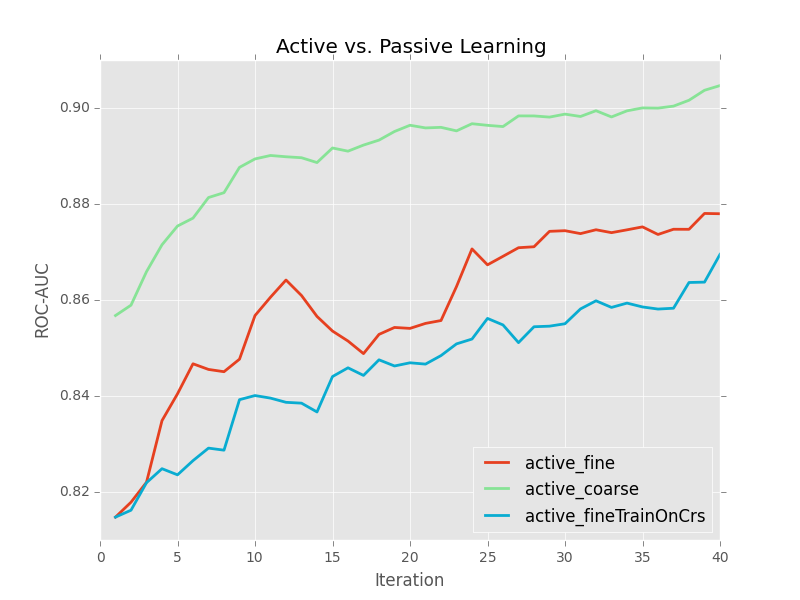 Active vs. Passive Learning
0.90
0.88
0.86
0.84
0.82
ROC-AUC
active_fine
active_coarse
active_fineTrainOnCrs
0 5 10 15 20 25 30 35 40
Iteration